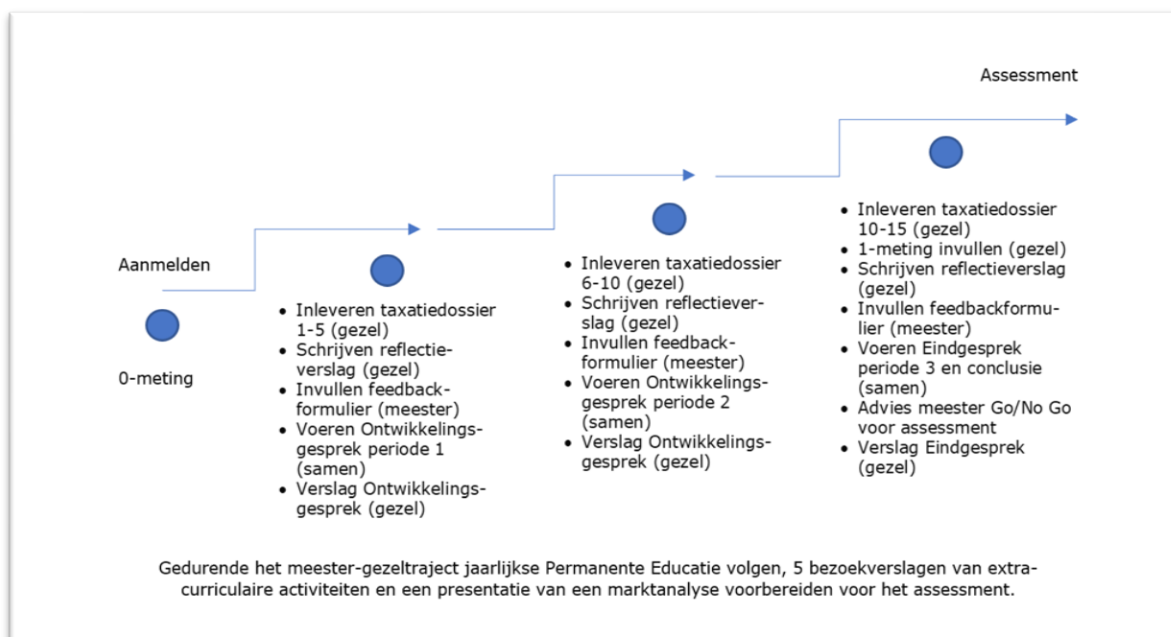 Assessment
Aanmelden
0-meting
• Inleveren taxatiedossier
1-5 (gezel)
• Schrijven reflectie-
verslag (gezel)
• Invullen feedback-
formulier (meester)
• Voeren Ontwikkelings-
gesprek periode 1
(samen)
• Verslag Ontwikkelings-
gesprek (gezel)
• Inleveren taxatiedossier
6-10 (gezel)
• Schrijven reflectiever-
slag (gezel)
• Invullen feedback-
formulier (meester)
• Voeren Ontwikkelings-
gesprek periode 2
(samen)
• Verslag Ontwikkelings-
gesprek (gezel)
• Inleveren taxatiedossier
10-15 (gezel)
• 1-meting invullen (gezel)
• Schrijven reflectieverslag
(gezel)
• Invullen feedbackformu-
lier (meester)
• Voeren Eindgesprek
periode 3 en conclusie
(samen)
• Advies meester Go/No Go
voor assessment
• Verslag Eindgesprek
(gezel)
Gedurende het meester-gezeltraject jaarlijkse Permanente Educatie volgen, 5 bezoekverslagen van extra-
curriculaire activiteiten en een presentatie van een marktanalyse voorbereiden voor het assessment.